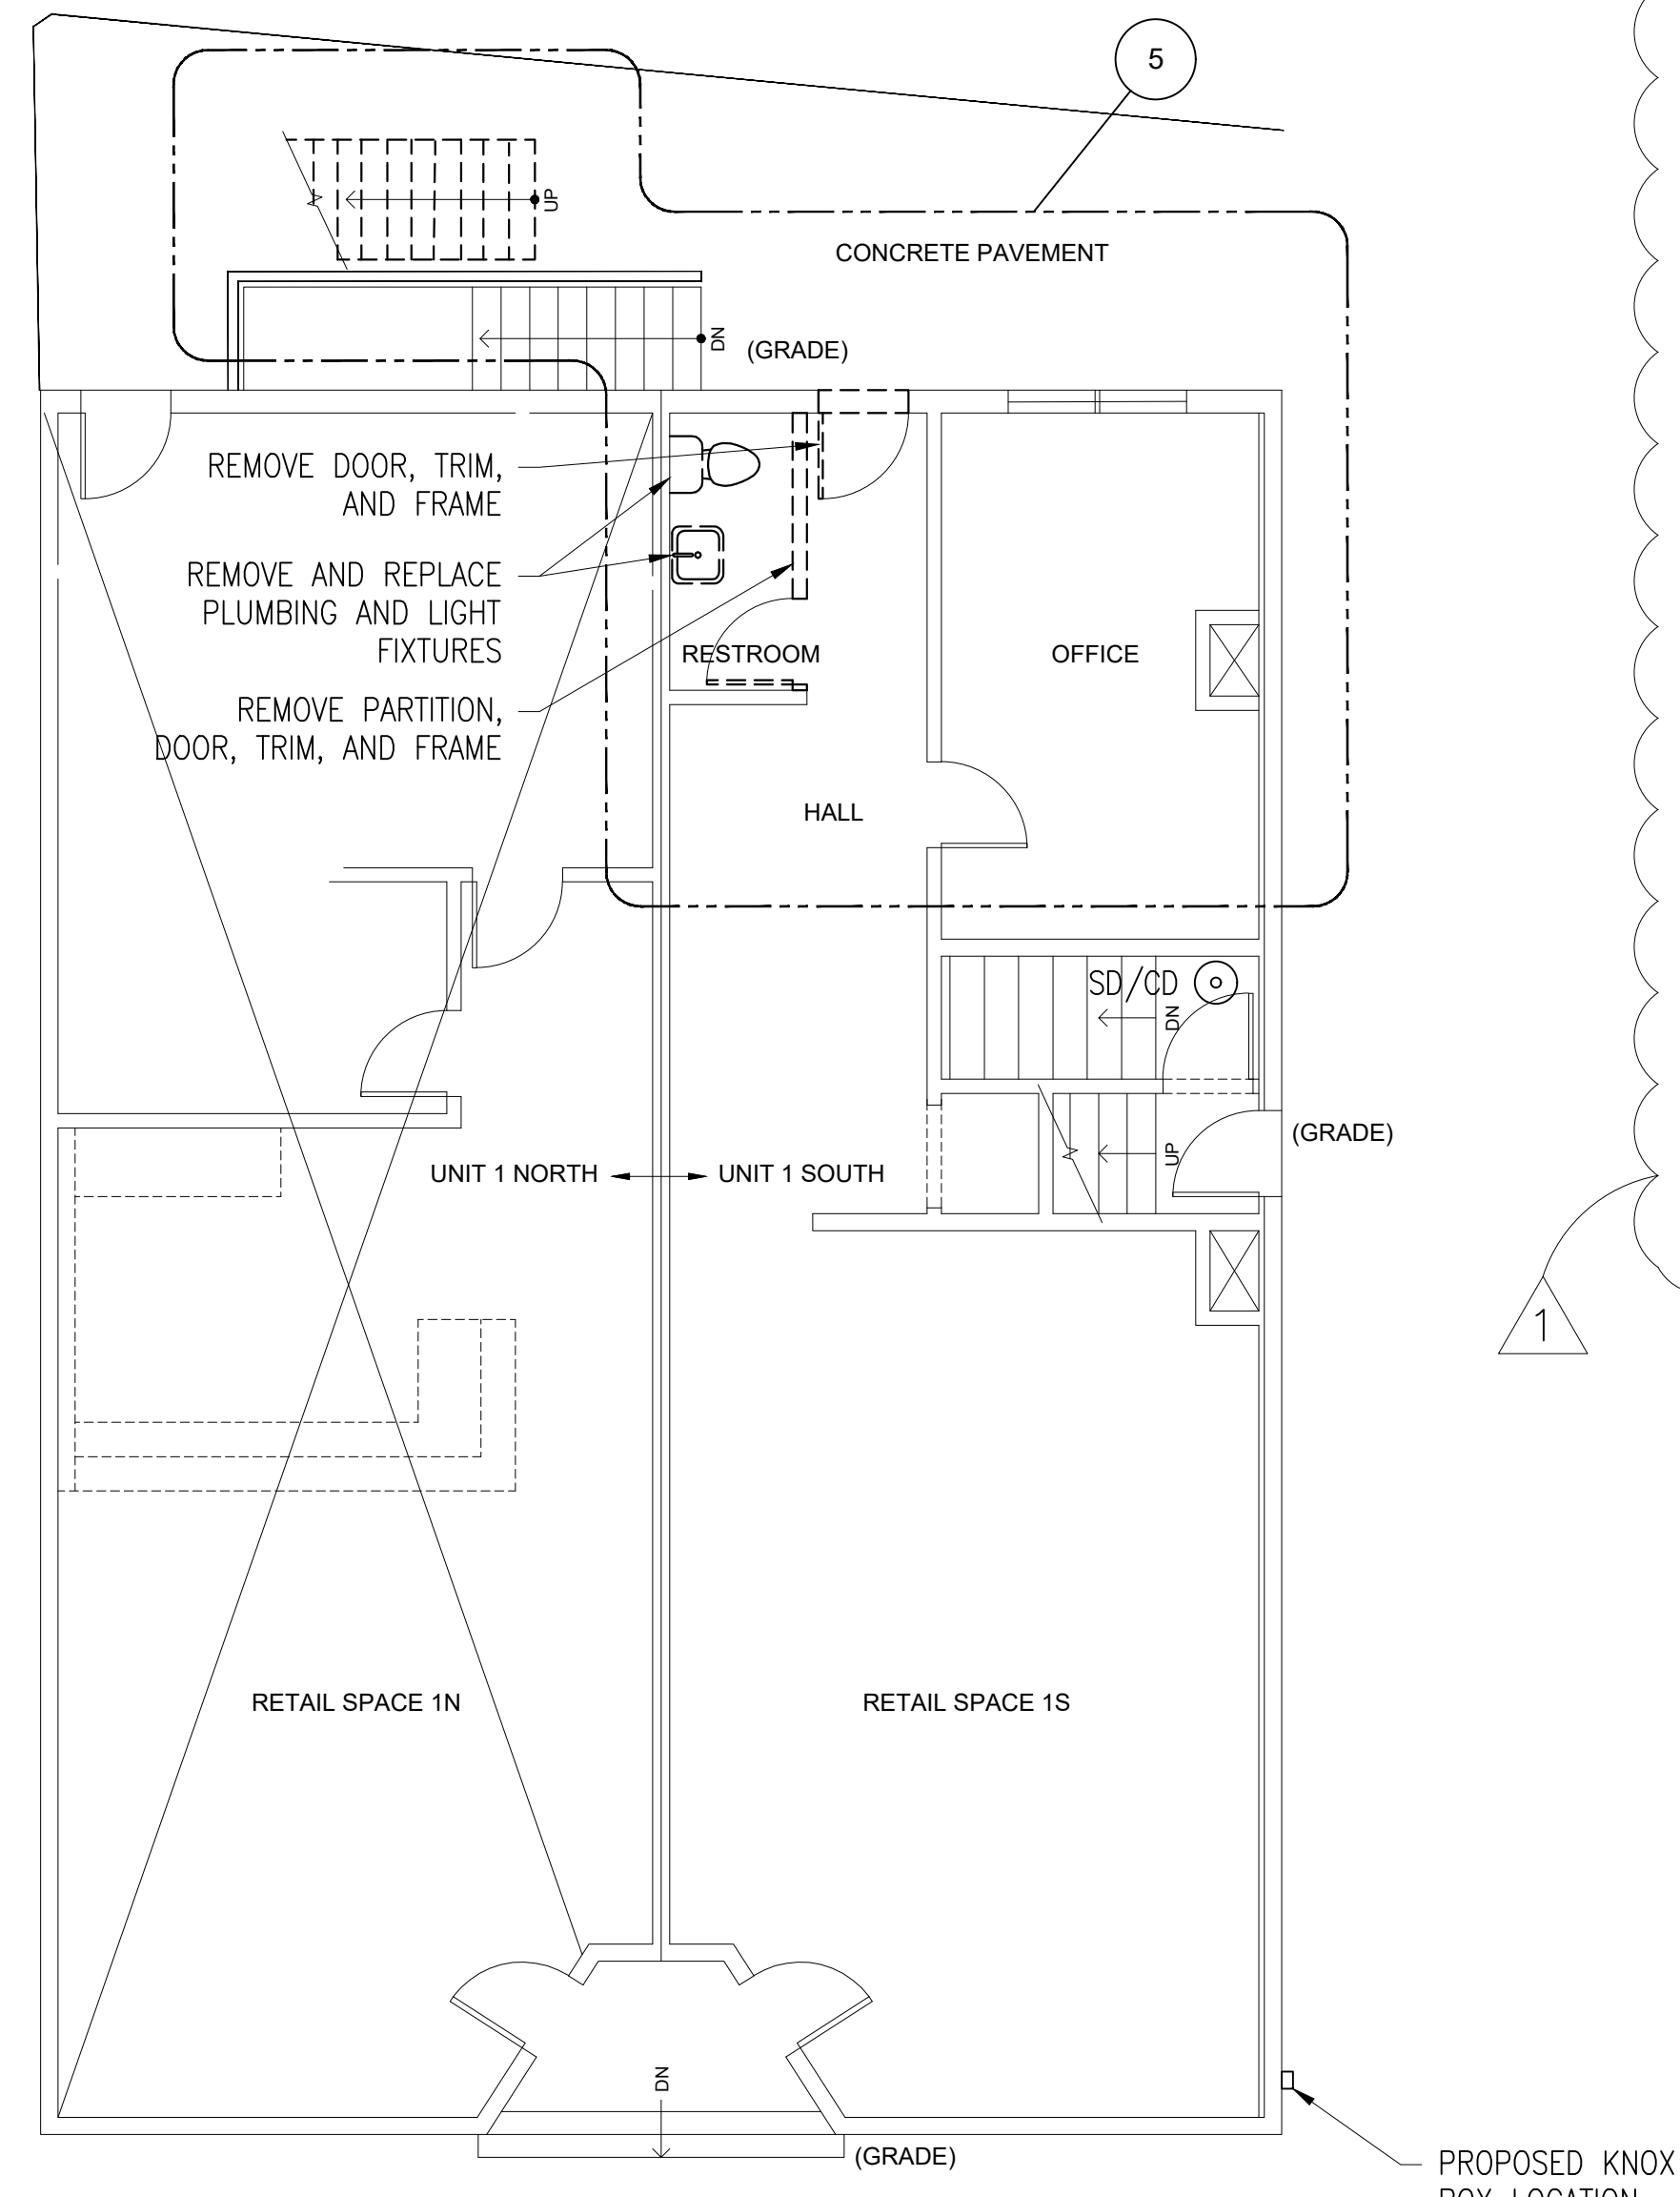 5
UP
CONCRETE PAVEMENT
DN
(GRADE)
REMOVE DOOR, TRIM,
AND FRAME
REMOVE AND REPLACE
PLUMBING AND LIGHT
FIXTURES
RESTROOM
OFFICE
REMOVE PARTITION,
DOOR, TRIM, AND FRAME
HALL
SD/CD
DN
(GRADE)
UP
UNIT 1 NORTH
UNIT 1 SOUTH
1
RETAIL SPACE 1N
RETAIL SPACE 1S
DN
(GRADE)
PROPOSED KNOX
BOX LOCATION